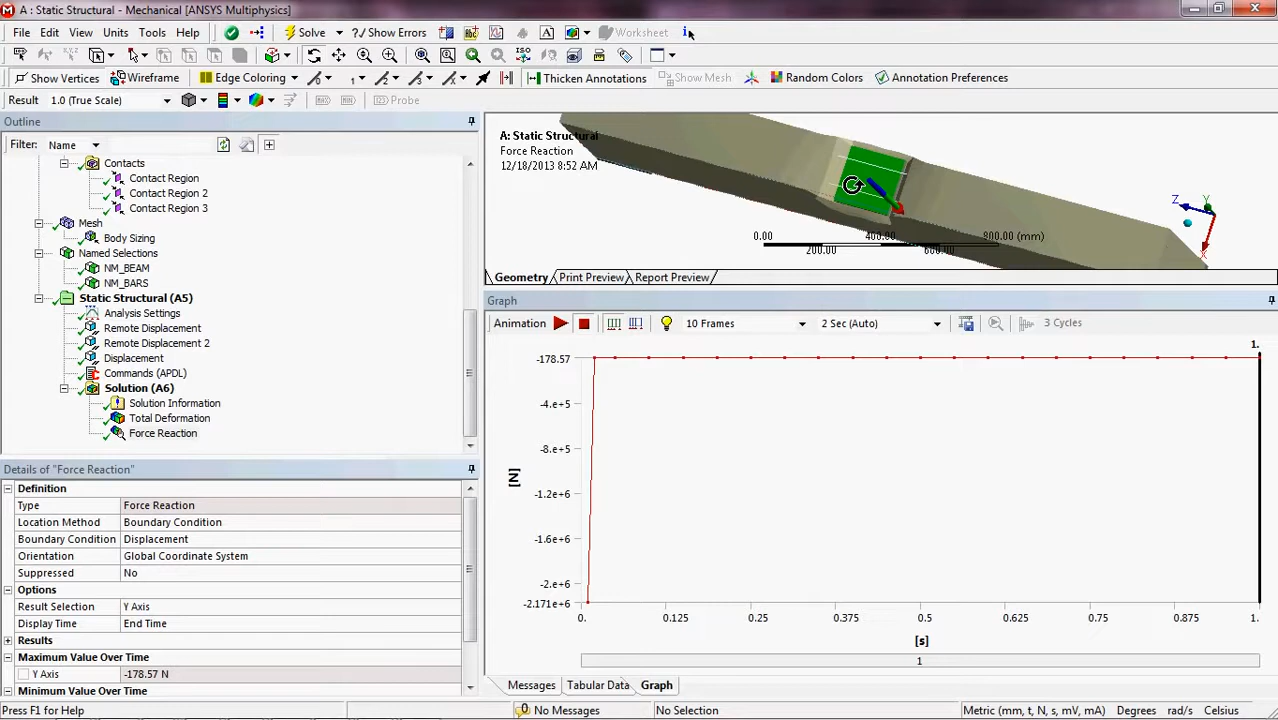 A : Static Structural - Mechanical [ANSYS Multiphysics]
File Edit View Units Tools Help Solve Show Errors Worksheet
Show Vertices Wireframe Edge Coloring Thicken Annotations Show Mesh Random Colors Annotation Preferences
Result 1.0 (True Scale) Probe
Outline
Filter: Name
Contacts
Contact Region
Contact Region 2
Contact Region 3
Mesh
Body Sizing
Named Selections
NM_BEAM
NM_BARS
Static Structural (A5)
Analysis Settings
Remote Displacement
Remote Displacement 2
Displacement
Commands (APDL)
Solution (A6)
Solution Information
Total Deformation
Force Reaction
Details of "Force Reaction"
Definition
Type Force Reaction
Location Method Boundary Condition
Boundary Condition Displacement
Orientation Global Coordinate System
Suppressed No
Options
Result Selection Y Axis
Display Time End Time
Results
Maximum Value Over Time
Y Axis -178.57 N
Minimum Value Over Time
A: Static Structural
Force Reaction
12/18/2013 8:52 AM
Z Y X
0.00 400.00 800.00 (mm)
200.00 600.00
Geometry Print Preview Report Preview
Graph
Animation 10 Frames 2 Sec (Auto) 3 Cycles
1.
-178.57
-4.e+5
-8.e+5
-1.2e+6
-1.6e+6
-2.e+6
-2.171e+6
[N]
0. 0.125 0.25 0.375 0.5 0.625 0.75 0.875 1.
[s]
1
Messages Tabular Data Graph
Press F1 for Help 0 No Messages No Selection Metric (mm, t, N, s, mV, mA) Degrees rad/s Celsius